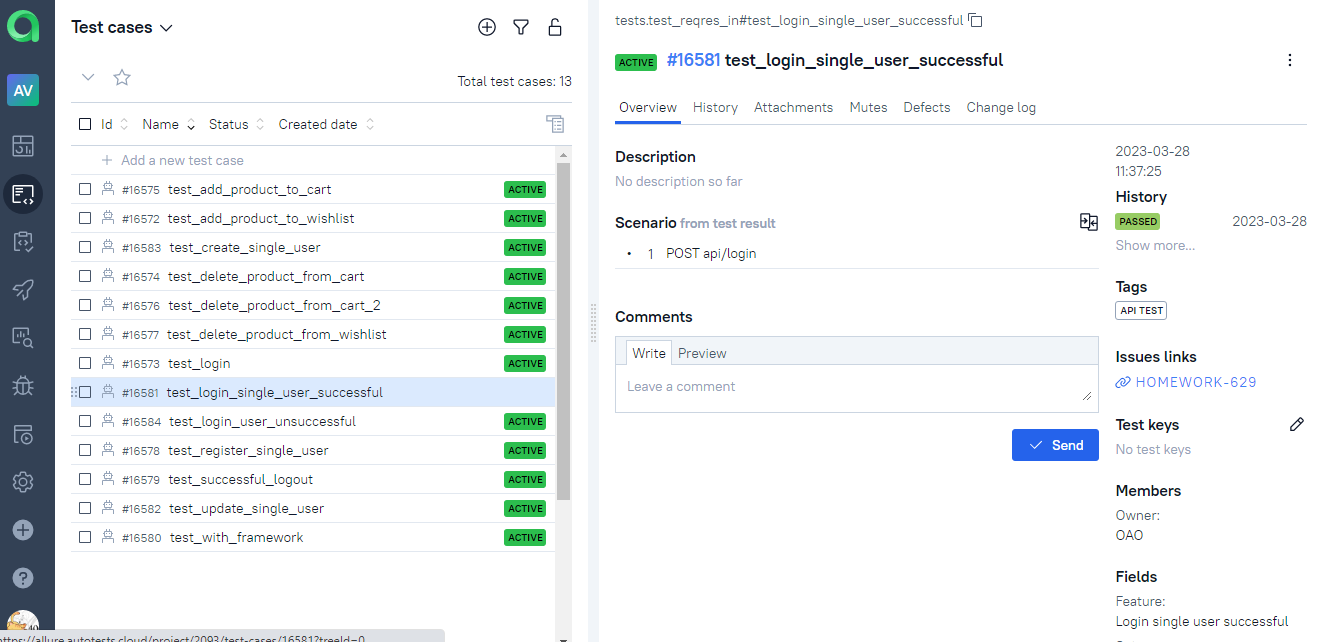 Test cases
Total test cases: 13
AV
Id Name Status Created date
Add a new test case
#16575 test_add_product_to_cart ACTIVE
#16572 test_add_product_to_wishlist ACTIVE
#16583 test_create_single_user ACTIVE
#16574 test_delete_product_from_cart ACTIVE
#16576 test_delete_product_from_cart_2 ACTIVE
#16577 test_delete_product_from_wishlist ACTIVE
#16573 test_login ACTIVE
#16581 test_login_single_user_successful
#16584 test_login_user_unsuccessful ACTIVE
#16578 test_register_single_user ACTIVE
#16579 test_successful_logout ACTIVE
#16582 test_update_single_user ACTIVE
#16580 test_with_framework ACTIVE
https://allure.autotests.cloud/project/2093/test-cases/16581?treeId=0
tests.test_reqres_in#test_login_single_user_successful
ACTIVE #16581 test_login_single_user_successful
Overview History Attachments Mutes Defects Change log
Description
No description so far
Scenario from test result
• 1 POST api/login
Comments
Write Preview
Leave a comment
Send
2023-03-28
11:37:25
History
PASSED 2023-03-28
Show more...
Tags
API TEST
Issues links
HOMEWORK-629
Test keys
No test keys
Members
Owner:
OAO
Fields
Feature:
Login single user successful